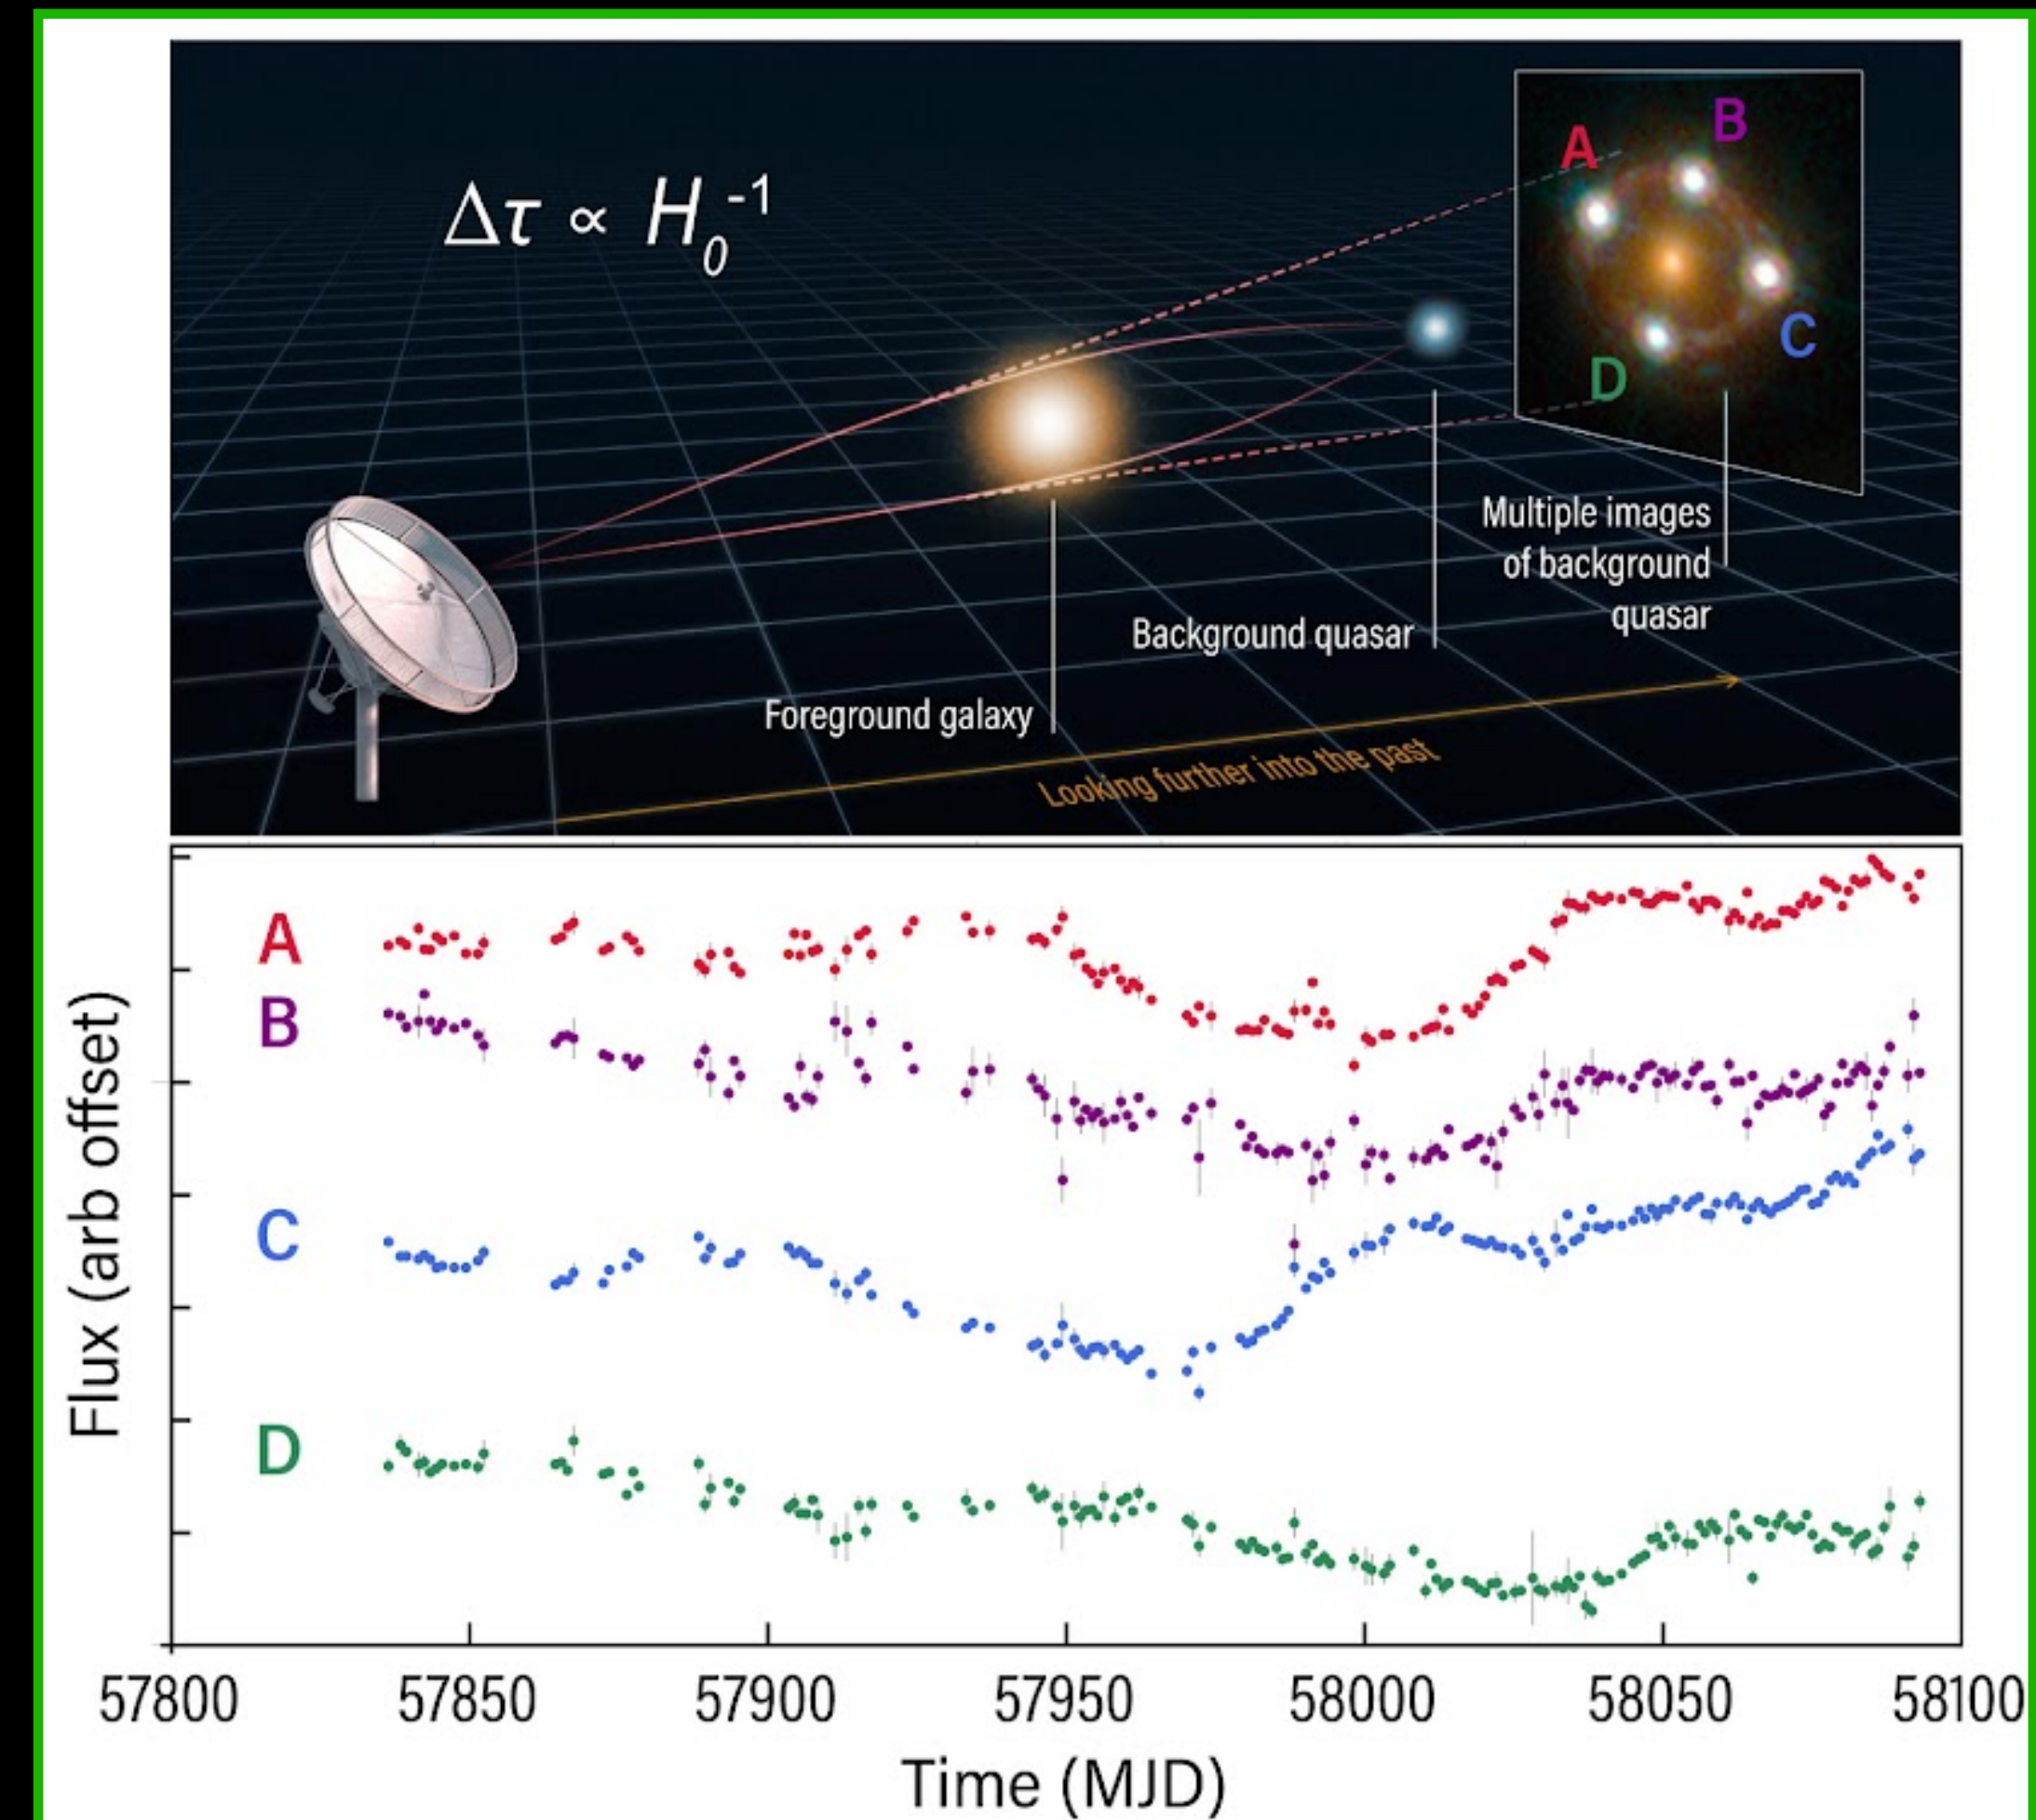 Δτ ∝ H₀⁻¹
A
B
C
D
Multiple images
of background
quasar
Background quasar
Foreground galaxy
Looking further into the past
A
B
C
D
Flux (arb offset)
57800 57850 57900 57950 58000 58050 58100
Time (MJD)